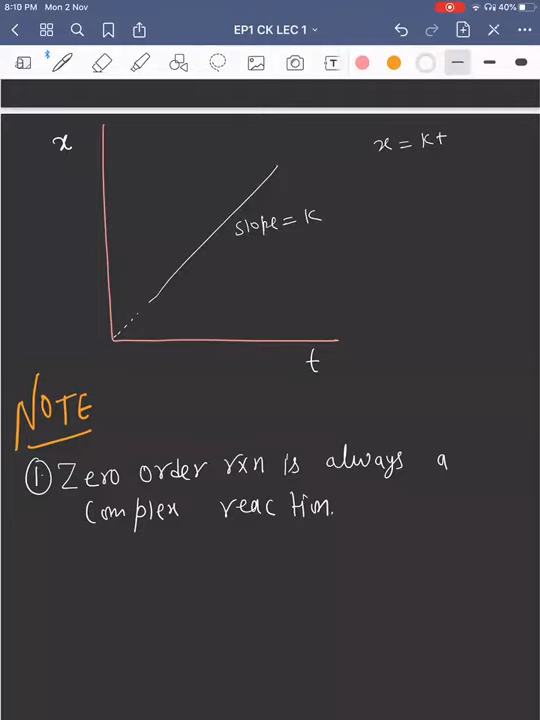 8:10 PM Mon 2 Nov 40%
EP1 CK LEC 1
T
x
x = kt
slope = k
t
NOTE
① Zero order rxn is always a
complex reaction.